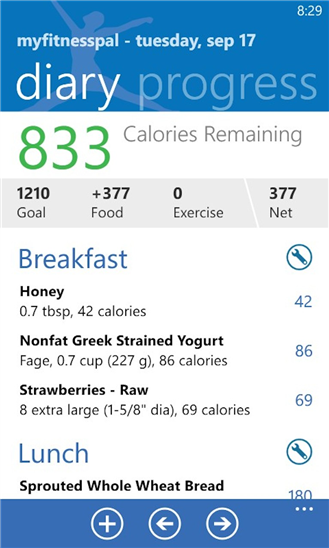 8:29
myfitnesspal - tuesday, sep 17
diary progress
833 Calories Remaining
1210 +377 0 377
Goal Food Exercise Net
Breakfast
Honey
0.7 tbsp, 42 calories 42
Nonfat Greek Strained Yogurt
Fage, 0.7 cup (227 g), 86 calories 86
Strawberries - Raw
8 extra large (1-5/8" dia), 69 calories 69
Lunch
Sprouted Whole Wheat Bread
180